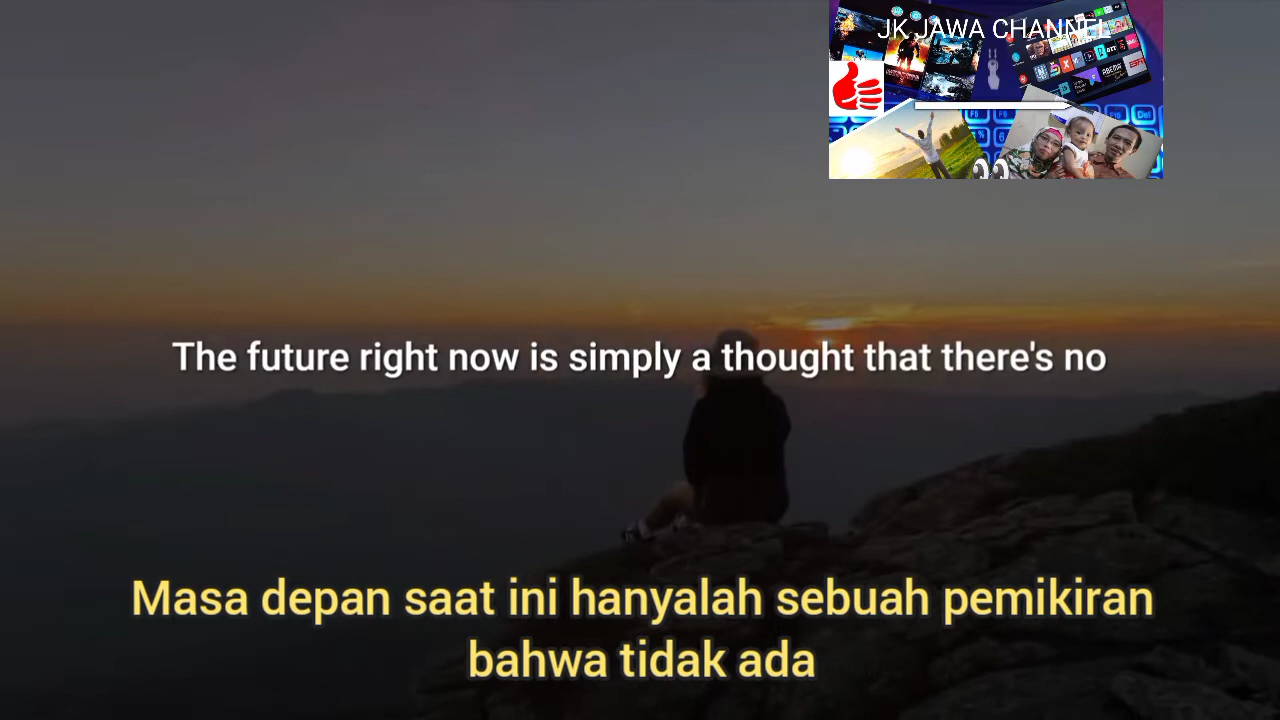 JK JAWA CHANNEL
The future right now is simply a thought that there's no
Masa depan saat ini hanyalah sebuah pemikiran
bahwa tidak ada